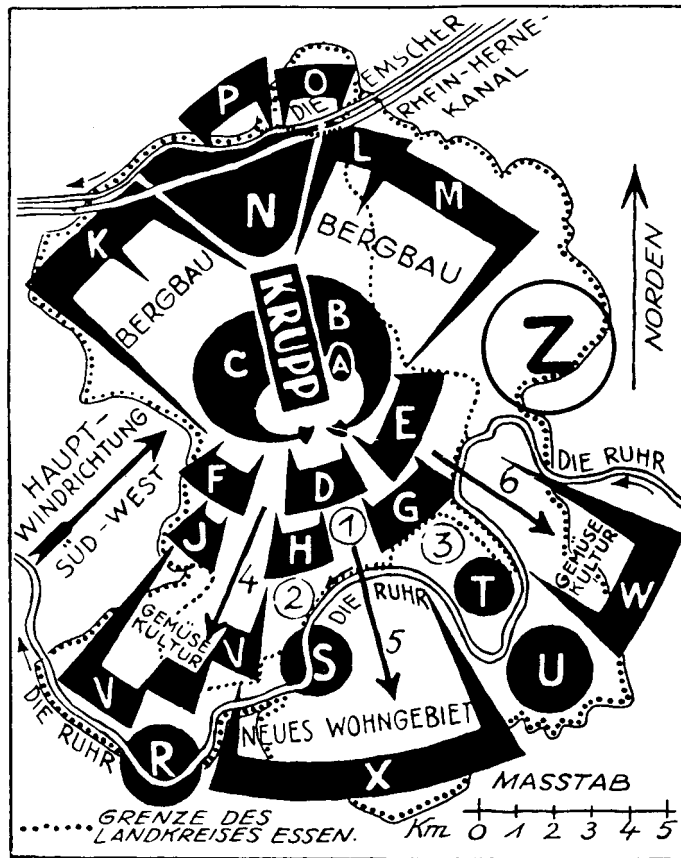 EMSCHER
DIE
RHEIN-HERNE-
KANAL
P
O
L
M
N
K
BERGBAU
BERGBAU
NORDEN
KRUPP
B
C
A
Z
HAUPT-
WINDRICHTUNG
SÜD-WEST
E
F
D
G
J
H
1
2
3
4
5
6
DIE RUHR
GEMÜSE
KULTUR
W
T
U
DIE RUHR
S
GEMÜSE
KULTUR
V
V
R
DIE RUHR
NEUES WOHNGEBIET
X
MASSTAB
Km 0 1 2 3 4 5
GRENZE DES
LANDKREISES ESSEN.